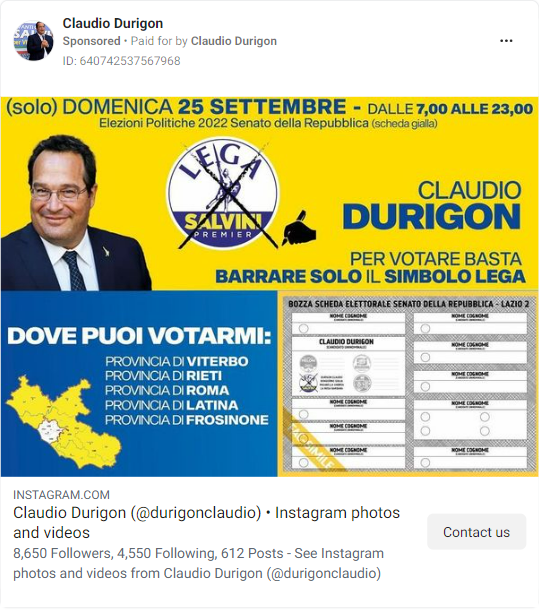 Claudio Durigon
Sponsored • Paid for by Claudio Durigon
ID: 640742537567968
(solo) DOMENICA 25 SETTEMBRE - DALLE 7,00 ALLE 23,00
Elezioni Politiche 2022 Senato della Repubblica (scheda gialla)
LEGA
SALVINI
PREMIER
CLAUDIO
DURIGON
PER VOTARE BASTA
BARRARE SOLO IL SIMBOLO LEGA
DOVE PUOI VOTARMI:
PROVINCIA DI VITERBO
PROVINCIA DI RIETI
PROVINCIA DI ROMA
PROVINCIA DI LATINA
PROVINCIA DI FROSINONE
BOZZA SCHEDA ELETTORALE SENATO DELLA REPUBBLICA - LAZIO 2
NOME COGNOME
NOME COGNOME
CLAUDIO DURIGON
NOME COGNOME
NOME COGNOME
NOME COGNOME
NOME COGNOME
NOME COGNOME
NOME COGNOME
NOME COGNOME
FACSIMILE
INSTAGRAM.COM
Claudio Durigon (@durigonclaudio) • Instagram photos
and videos
8,650 Followers, 4,550 Following, 612 Posts - See Instagram
photos and videos from Claudio Durigon (@durigonclaudio)
Contact us